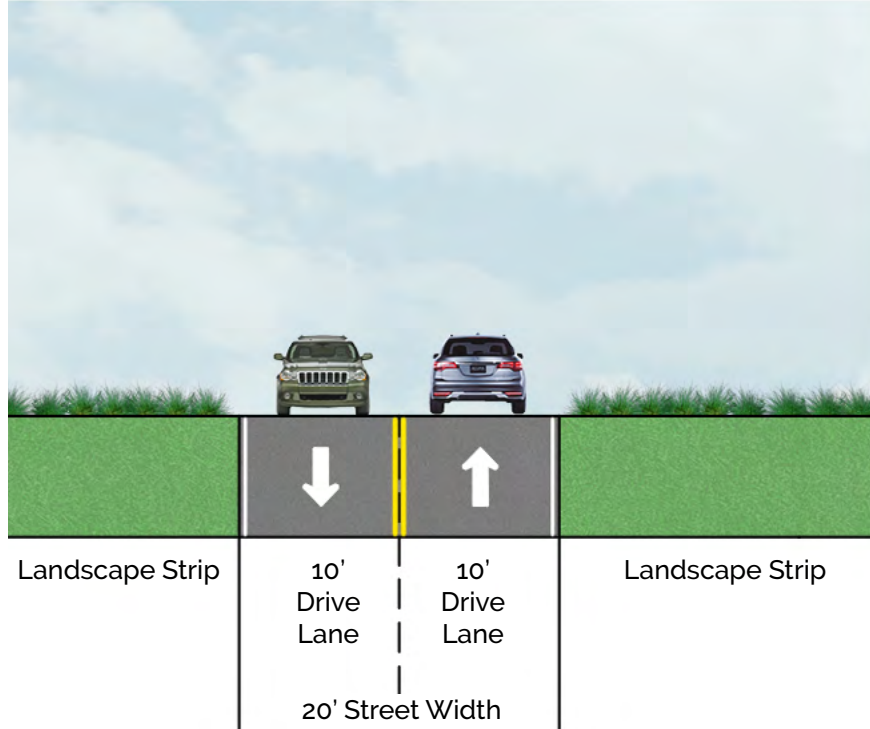 Landscape Strip
10’
Drive
Lane
10’
Drive
Lane
Landscape Strip
20’ Street Width